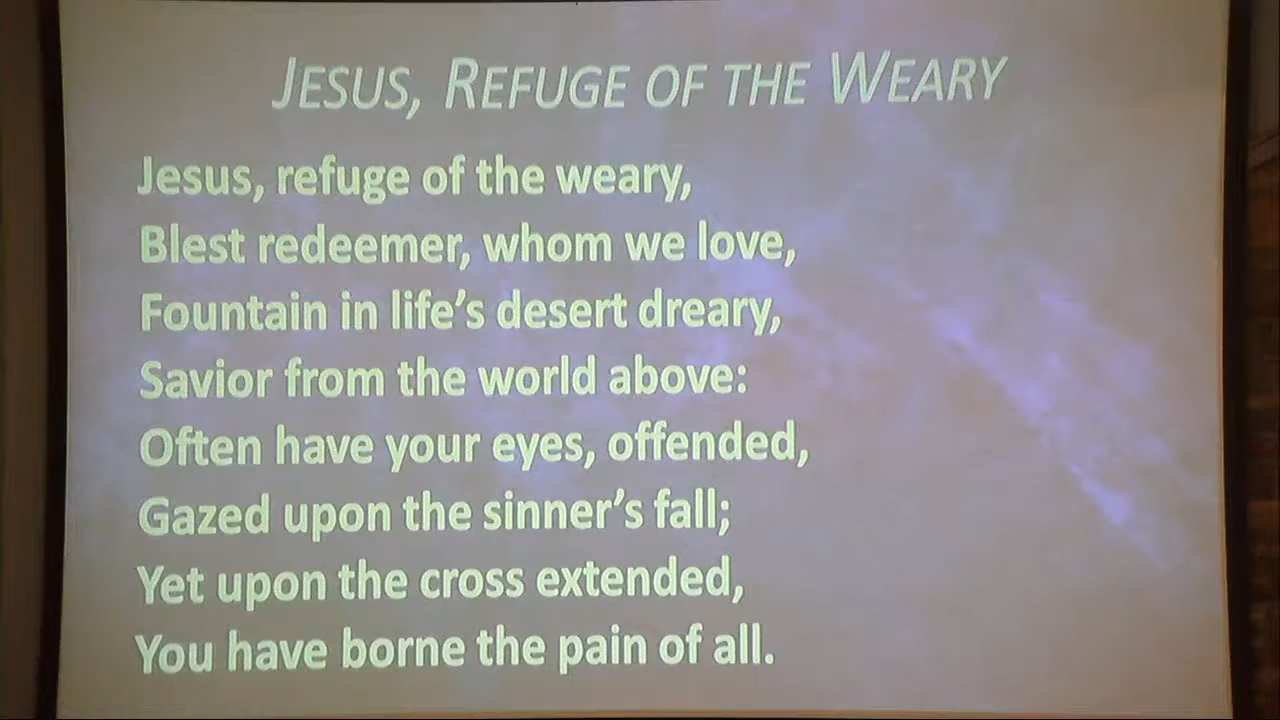 JESUS, REFUGE OF THE WEARY
Jesus, refuge of the weary,
Blest redeemer, whom we love,
Fountain in life’s desert dreary,
Savior from the world above:
Often have your eyes, offended,
Gazed upon the sinner’s fall;
Yet upon the cross extended,
You have borne the pain of all.